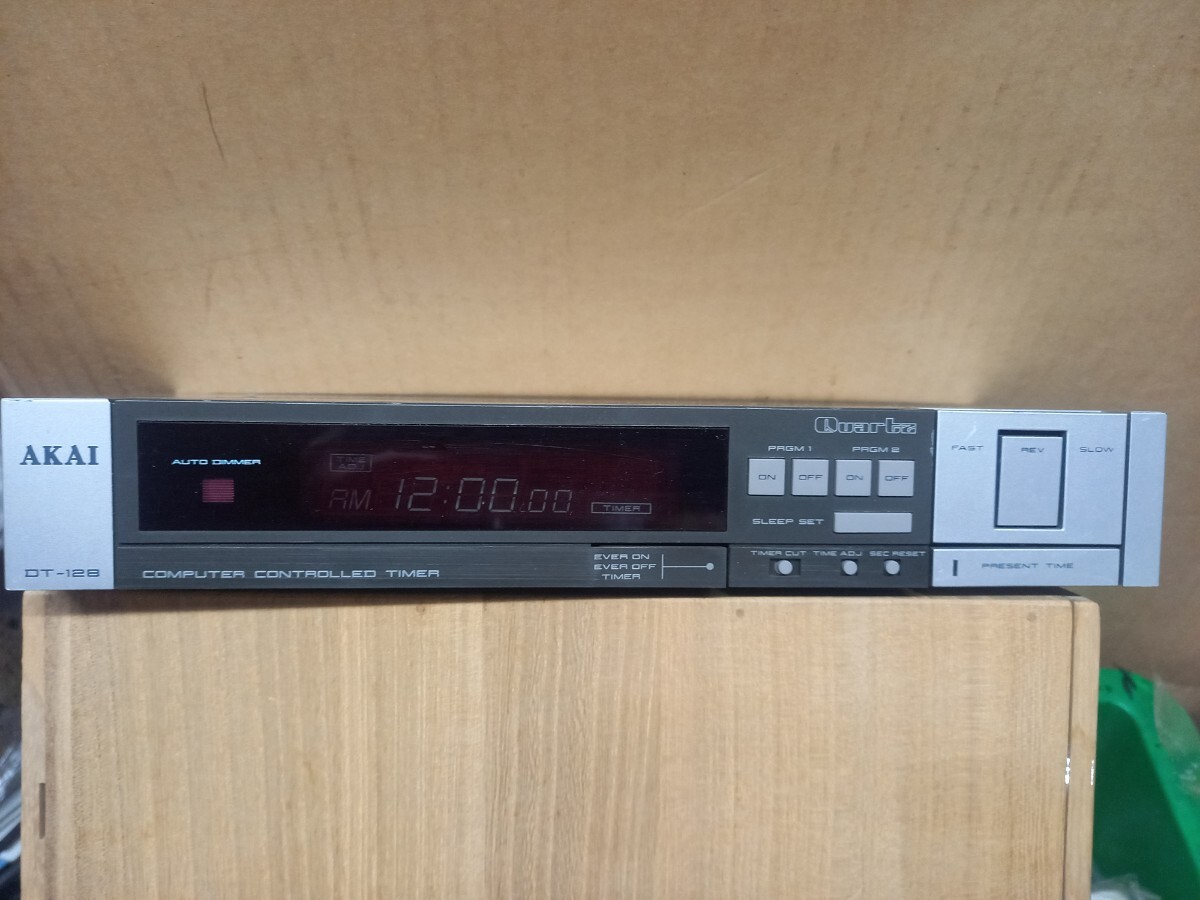 AKAI
DT-128
AUTO DIMMER
TIME ADJ
AM 12:00.00
TIMER
COMPUTER CONTROLLED TIMER
EVER ON
EVER OFF
TIMER
Quartz
PRGM 1 PRGM 2
ON OFF ON OFF
SLEEP SET
TIMER CUT TIME ADJ SEC RESET
FAST REV SLOW
PRESENT TIME